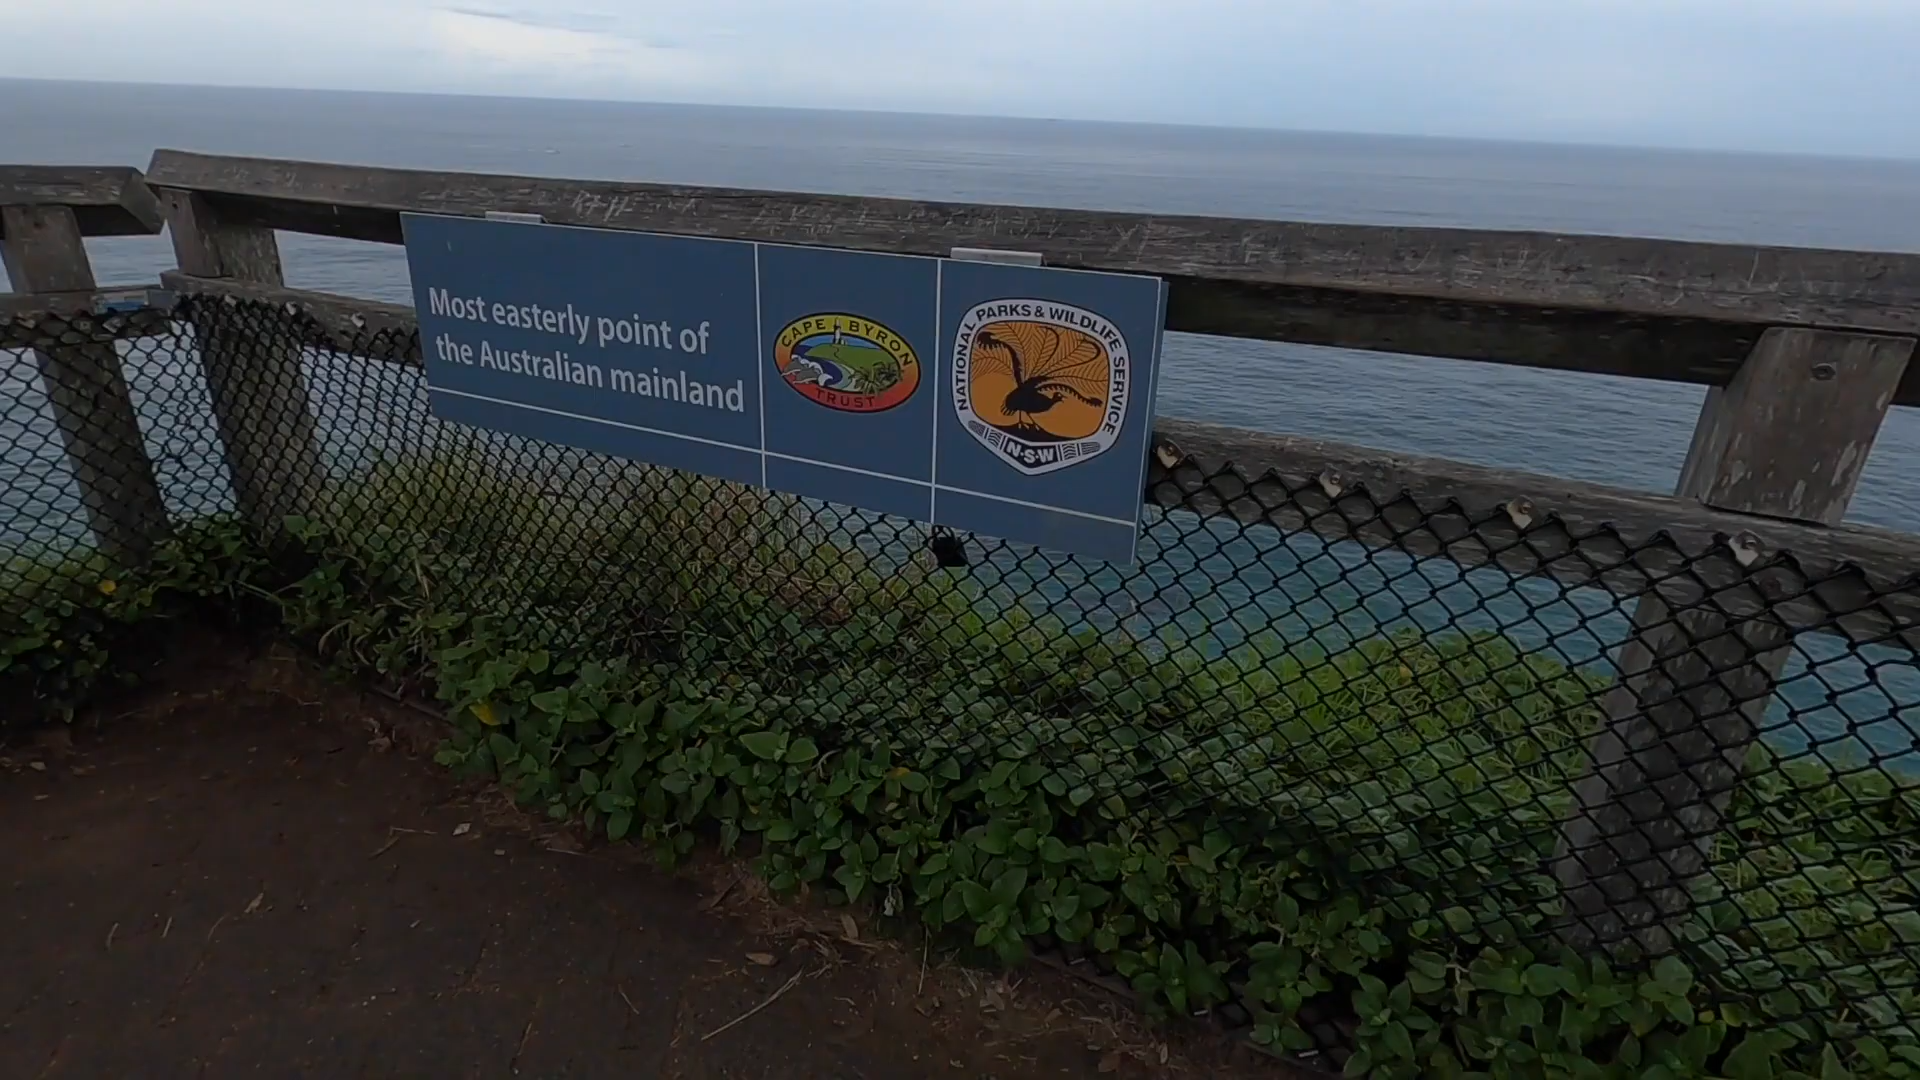 Most easterly point of
the Australian mainland
CAPE BYRON
TRUST
NATIONAL PARKS & WILDLIFE SERVICE
N·S·W